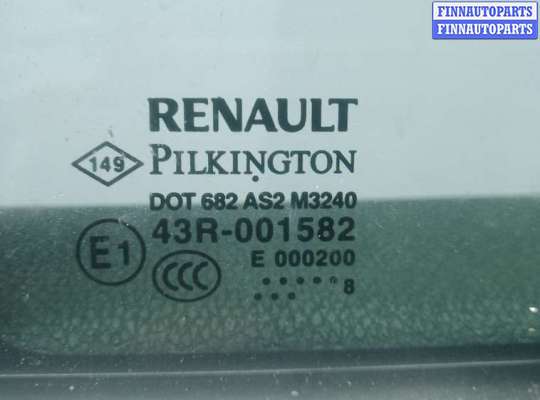 FINNAUTOPARTS
FINNAUTOPARTS
RENAULT
149 PILKINGTON
DOT 682 AS2 M3240
E1 43R-001582
CCC E 000200
8